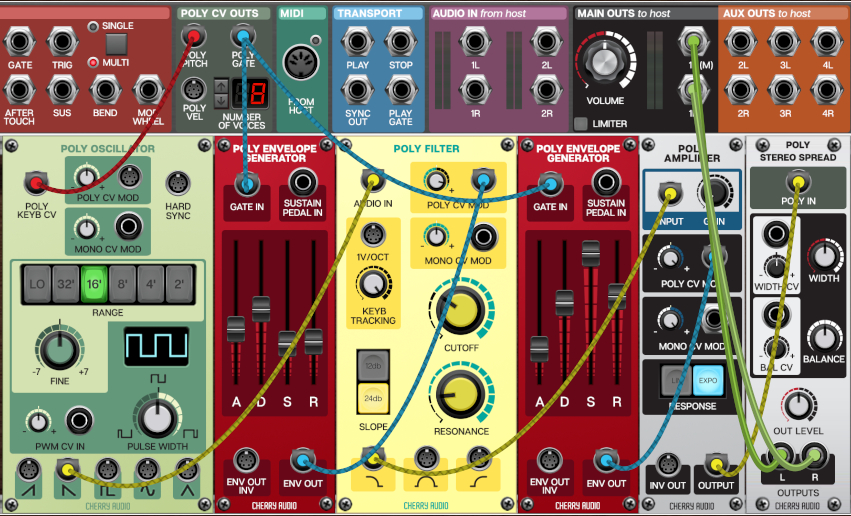 POLY CV OUTS
MIDI
TRANSPORT
AUDIO IN from host
MAIN OUTS to host
AUX OUTS to host
SINGLE
MULTI
GATE
TRIG
POLY PITCH
POLY GATE
PLAY
STOP
1L
2L
VOLUME
1L(M)
2L
3L
4L
AFTER TOUCH
SUS
BEND
MOD WHEEL
POLY VEL
NUMBER OF VOICES
8
FROM HOST
SYNC OUT
PLAY GATE
1R
2R
LIMITER
2R
3R
4R
POLY OSCILLATOR
POLY KEYB CV
POLY CV MOD
HARD SYNC
MONO CV MOD
LO
32'
16'
8'
4'
2'
RANGE
-7
+7
FINE
PWM CV IN
PULSE WIDTH
CHERRY AUDIO
POLY ENVELOPE
GENERATOR
GATE IN
SUSTAIN PEDAL IN
A
D
S
R
ENV OUT INV
ENV OUT
CHERRY AUDIO
POLY FILTER
AUDIO IN
POLY CV MOD
1V/OCT
MONO CV MOD
KEYB TRACKING
CUTOFF
12db
24db
SLOPE
RESONANCE
CHERRY AUDIO
POLY ENVELOPE
GENERATOR
GATE IN
SUSTAIN PEDAL IN
A
D
S
R
ENV OUT INV
ENV OUT
CHERRY AUDIO
POLY
AMPLIFIER
INPUT
GAIN
POLY CV MOD
MONO CV MOD
LIN
EXPO
RESPONSE
INV OUT
OUTPUT
CHERRY AUDIO
POLY
STEREO SPREAD
POLY IN
WIDTH CV
WIDTH
BAL CV
BALANCE
OUT LEVEL
L
R
OUTPUTS
CHERRY AUDIO